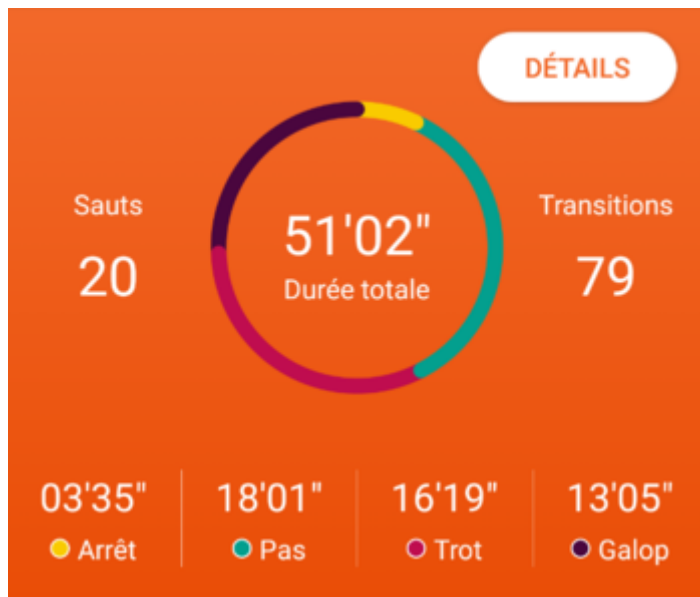 DÉTAILS
Sauts
20
51'02"
Durée totale
Transitions
79
03'35"
Arrêt
18'01"
Pas
16'19"
Trot
13'05"
Galop